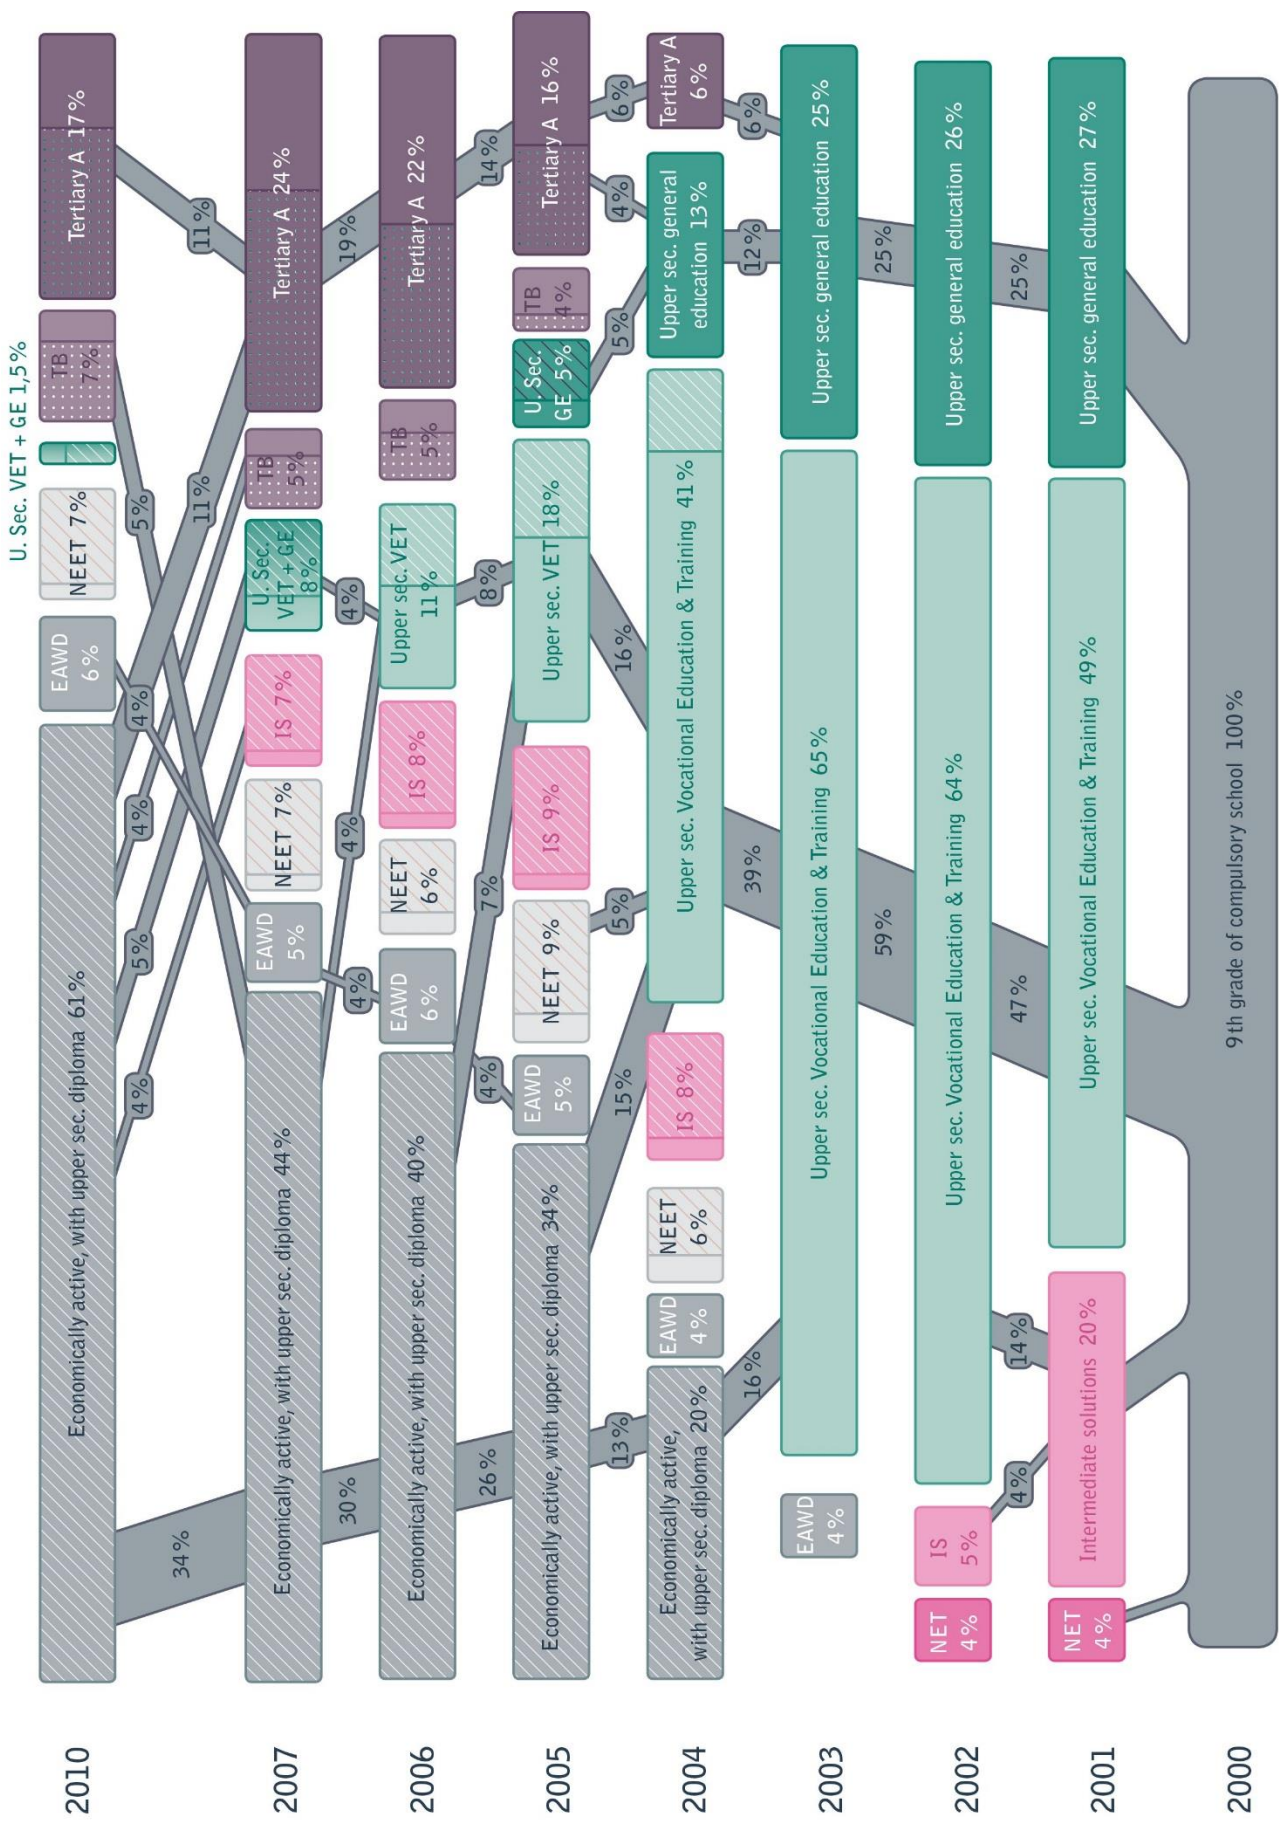 U. Sec. VET + GE 1,5%
2010
Economically active, with upper sec. diploma 61%
EAWD
6%
NEET 7%
TB
7%
Tertiary A 17%
34%
4%
5%
4%
4%
5%
11%
11%
2007
Economically active, with upper sec. diploma 44%
EAWD
5%
NEET 7%
IS 7%
U. Sec.
VET + GE
8%
TB
5%
Tertiary A 24%
30%
4%
4%
4%
19%
2006
Economically active, with upper sec. diploma 40%
EAWD
6%
NEET
6%
IS 8%
Upper sec. VET
11%
TB
5%
Tertiary A 22%
26%
4%
7%
8%
14%
2005
Economically active, with upper sec. diploma 34%
EAWD
5%
NEET 9%
IS 9%
Upper sec. VET 18%
U. Sec.
GE 5%
TB
4%
Tertiary A 16%
13%
15%
5%
16%
5%
4%
6%
2004
Economically active,
with upper sec. diploma 20%
EAWD
4%
NEET
6%
IS 8%
Upper sec. Vocational Education & Training 41%
Upper sec. general
education 13%
Tertiary A
6%
16%
39%
12%
6%
2003
EAWD
4%
Upper sec. Vocational Education & Training 65%
Upper sec. general education 25%
59%
25%
2002
NET
4%
IS
5%
Upper sec. Vocational Education & Training 64%
Upper sec. general education 26%
4%
14%
47%
25%
2001
NET
4%
Intermediate solutions 20%
Upper sec. Vocational Education & Training 49%
Upper sec. general education 27%
2000
9th grade of compulsory school 100%